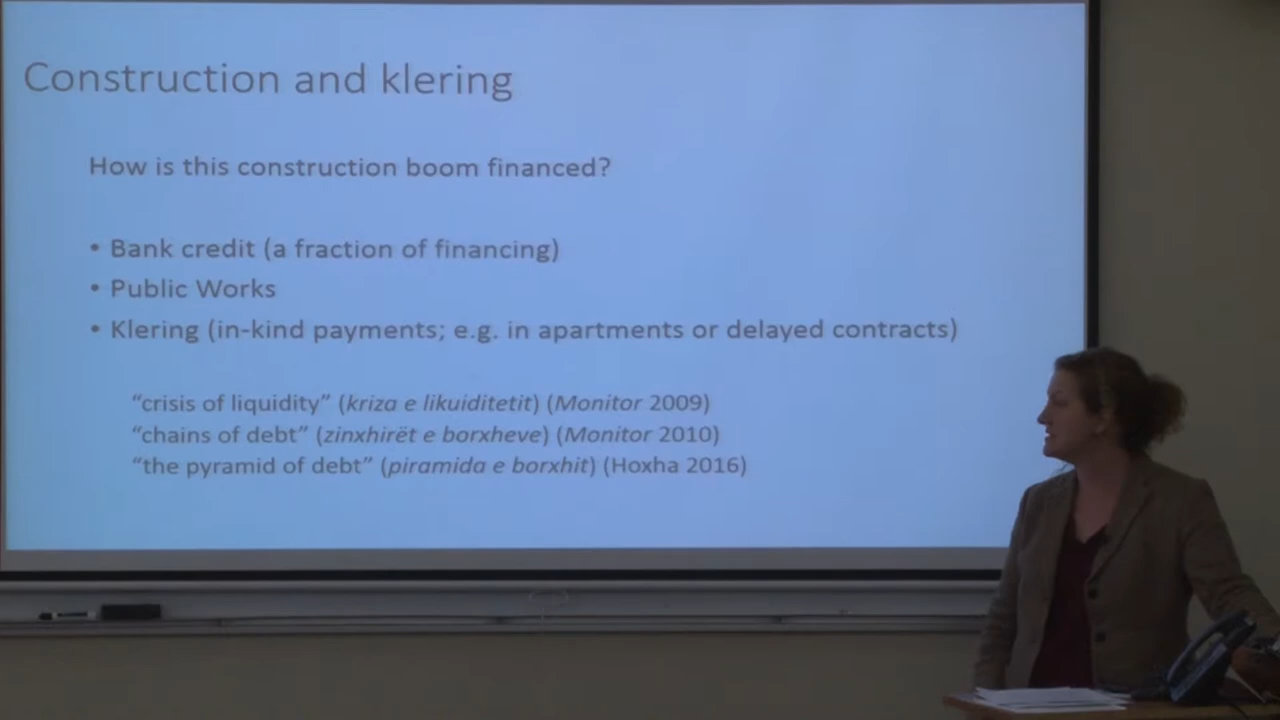 Construction and klering
How is this construction boom financed?
• Bank credit (a fraction of financing)
• Public Works
• Klering (in-kind payments; e.g. in apartments or delayed contracts)
“crisis of liquidity” (kriza e likuiditetit) (Monitor 2009)
“chains of debt” (zinxhirët e borxheve) (Monitor 2010)
“the pyramid of debt” (piramida e borxhit) (Hoxha 2016)